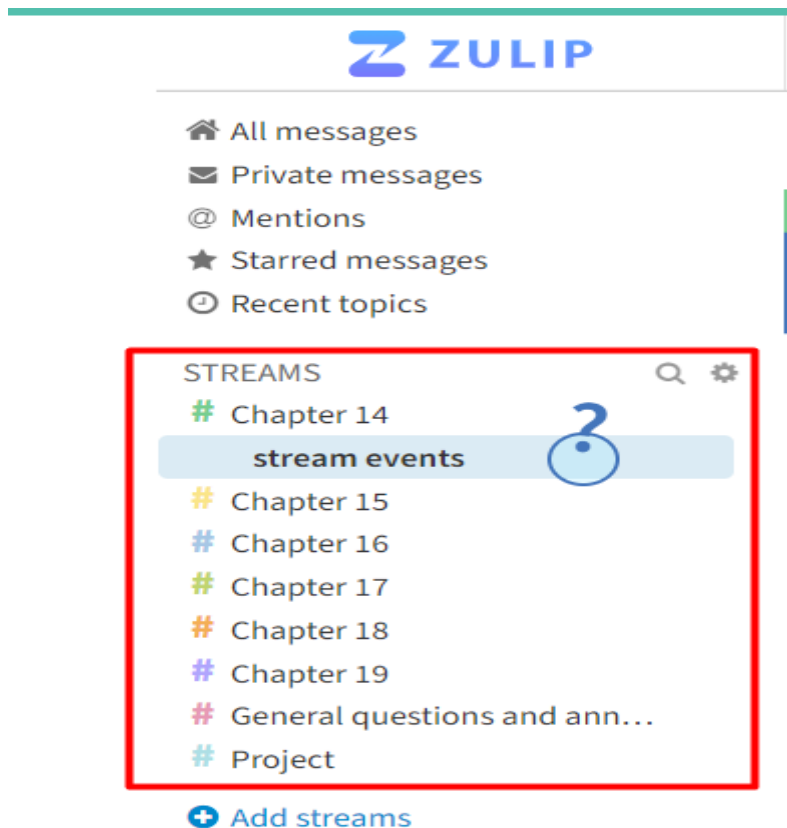 ZULIP
All messages
Private messages
@ Mentions
Starred messages
Recent topics
STREAMS
# Chapter 14
?
stream events
# Chapter 15
# Chapter 16
# Chapter 17
# Chapter 18
# Chapter 19
# General questions and ann...
# Project
Add streams